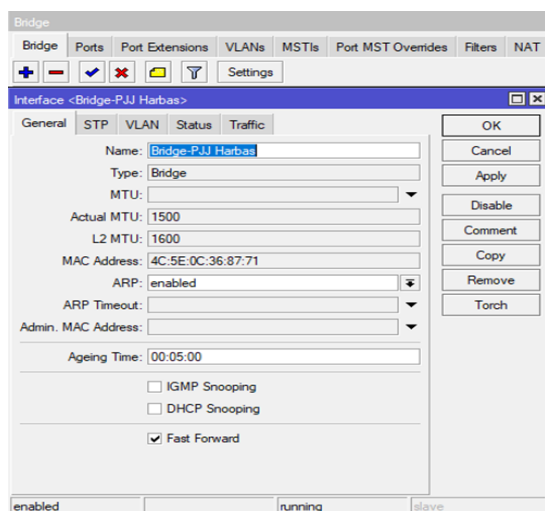 Bridge
Bridge Ports Port Extensions VLANs MSTIs Port MST Overrides Filters NAT
Settings
Interface <Bridge-PJJ Harbas>
General STP VLAN Status Traffic
OK
Name: Bridge-PJJ Harbas
Cancel
Type: Bridge
Apply
MTU:
Disable
Actual MTU: 1500
Comment
L2 MTU: 1600
Copy
MAC Address: 4C:5E:0C:36:87:71
Remove
ARP: enabled
Torch
ARP Timeout:
Admin. MAC Address:
Ageing Time: 00:05:00
IGMP Snooping
DHCP Snooping
Fast Forward
enabled running slave